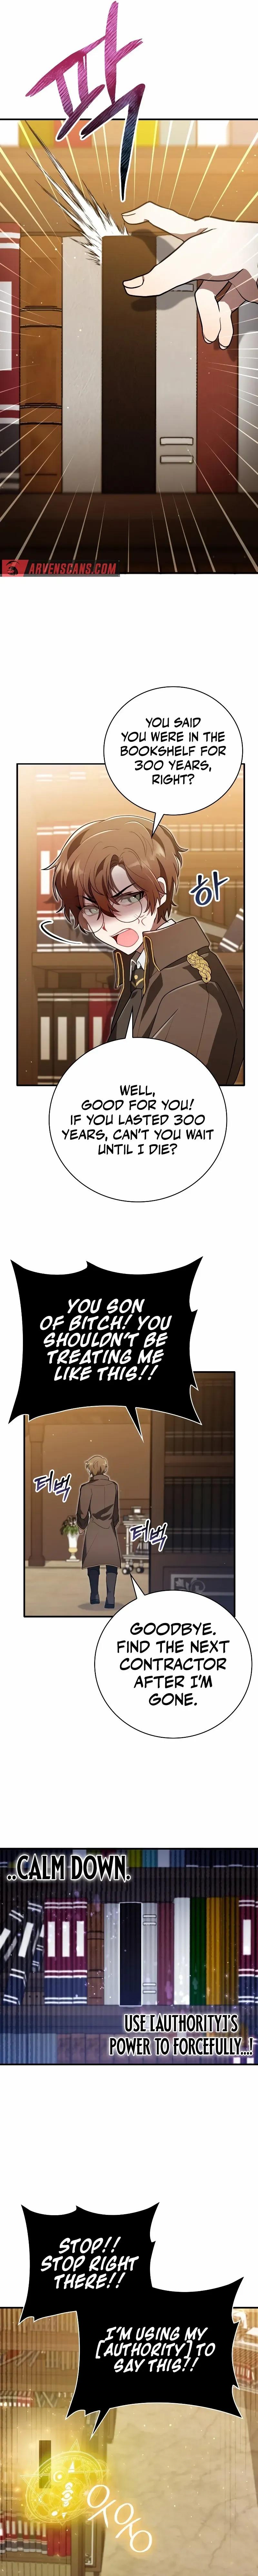 팍
ARVENSCANS.COM
YOU SAID
YOU WERE IN THE
BOOKSHELF FOR
300 YEARS,
RIGHT?
하
WELL,
GOOD FOR YOU!
IF YOU LASTED 300
YEARS, CAN'T YOU WAIT
UNTIL I DIE?
YOU SON
OF BITCH! YOU
SHOULDN'T BE
TREATING ME
LIKE THIS!!
터벅
터벅
GOODBYE.
FIND THE NEXT
CONTRACTOR
AFTER I'M
GONE.
..CALM DOWN.
USE [AUTHORITY]'S
POWER TO FORCEFULLY...!
STOP!!
STOP RIGHT
THERE!!
I'M USING MY
[AUTHORITY] TO
SAY THIS?!
우우우